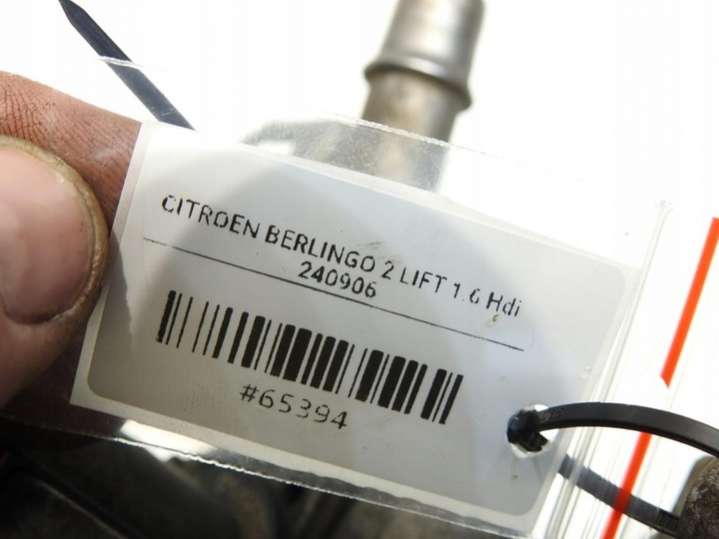 CITROEN BERLINGO 2 LIFT 1.6 Hdi
240906
#65394